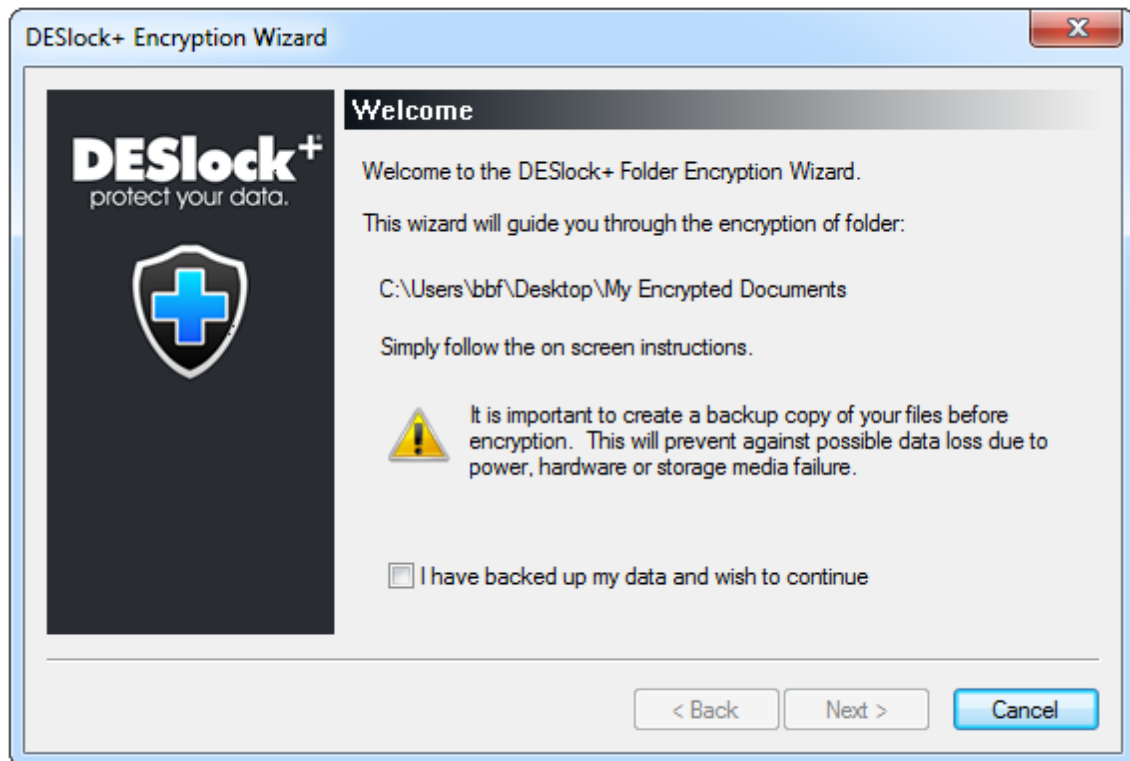 DESlock+ Encryption Wizard
DESlock+
protect your data.
Welcome
Welcome to the DESlock+ Folder Encryption Wizard.
This wizard will guide you through the encryption of folder:
C:\Users\bbf\Desktop\My Encrypted Documents
Simply follow the on screen instructions.
It is important to create a backup copy of your files before
encryption. This will prevent against possible data loss due to
power, hardware or storage media failure.
I have backed up my data and wish to continue
< Back
Next >
Cancel